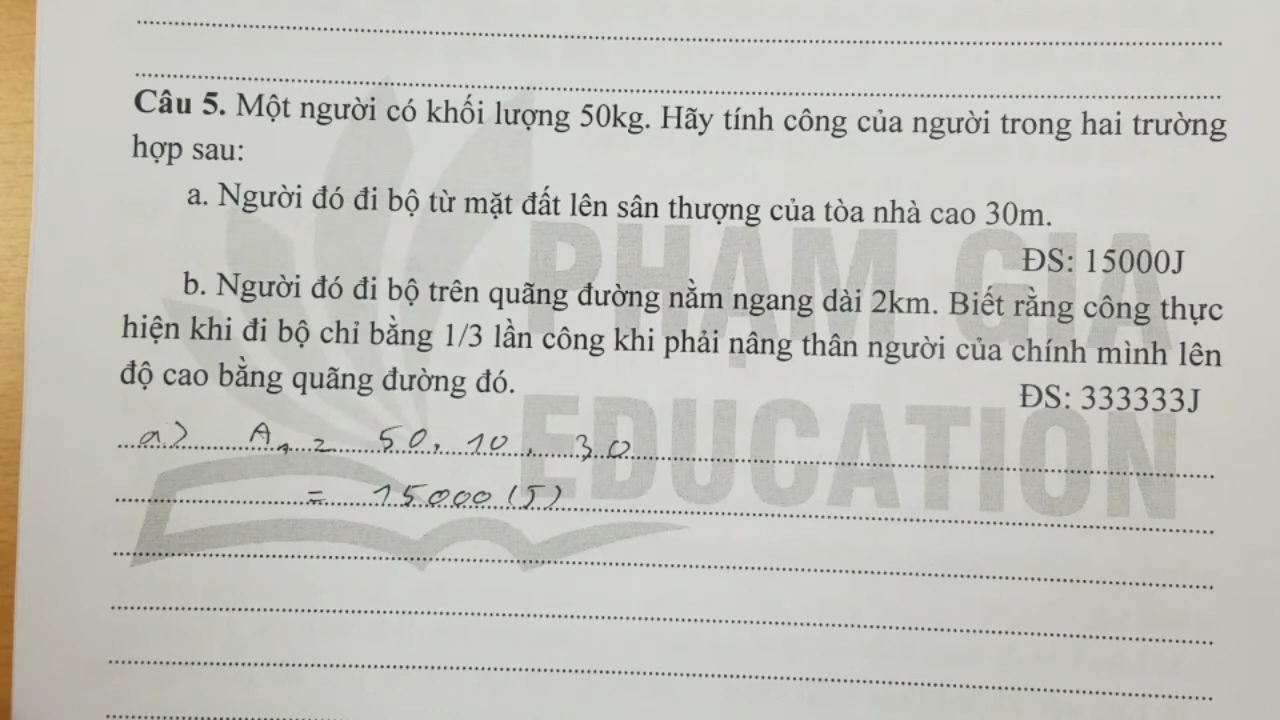 Câu 5. Một người có khối lượng 50kg. Hãy tính công của người trong hai trường
hợp sau:
a. Người đó đi bộ từ mặt đất lên sân thượng của tòa nhà cao 30m.
ĐS: 15000J
b. Người đó đi bộ trên quãng đường nằm ngang dài 2km. Biết rằng công thực
hiện khi đi bộ chỉ bằng 1/3 lần công khi phải nâng thân người của chính mình lên
độ cao bằng quãng đường đó.
ĐS: 333333J
PHẠM GIA
EDUCATION
a) A1 = 50.10.30
= 15000 (J)